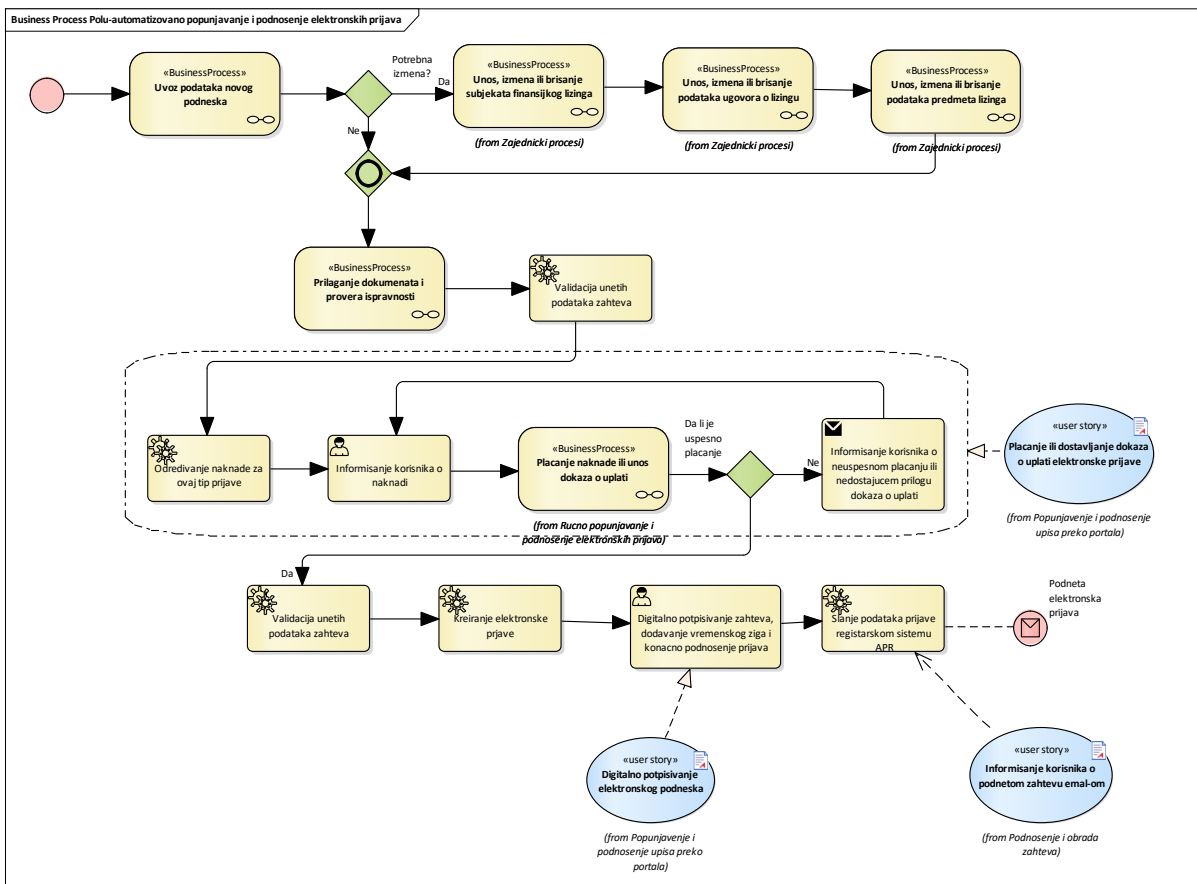 Business Process Polu-automatizovano popunjavanje i podnosenje elektronskih prijava
«BusinessProcess»
Uvoz podataka novog
podneska
Potrebna
izmena?
Da
Ne
«BusinessProcess»
Unos, izmena ili brisanje
subjekata finansijkog lizinga
(from Zajednicki procesi)
«BusinessProcess»
Unos, izmena ili brisanje
podataka ugovora o lizingu
(from Zajednicki procesi)
«BusinessProcess»
Unos, izmena ili brisanje
podataka predmeta lizinga
(from Zajednicki procesi)
«BusinessProcess»
Prilaganje dokumenata i
provera ispravnosti
Validacija unetih
podataka zahteva
Odredivanje naknade za
ovaj tip prijave
Informisanje korisnika o
naknadi
«BusinessProcess»
Placanje naknade ili unos
dokaza o uplati
(from Rucno popunjavanje i
podnosenje elektronskih prijava)
Da li je
uspesno
placanje
Ne
Informisanje korisnika o
neuspesnom placanju ili
nedostajucem prilogu
dokaza o uplati
«user story»
Placanje ili dostavljanje dokaza
o uplati elektronske prijave
(from Popunjavenje i podnosenje
upisa preko portala)
Da
Validacija unetih
podataka zahteva
Kreiranje elektronske
prjave
Digitalno potpisivanje zahteva,
dodavanje vremenskog ziga i
konacno podnosenje prijava
Slanje podataka prijave
registarskom sistemu
APR
Podneta
elektronska
prijava
«user story»
Digitalno potpisivanje
elektronskog podneska
(from Popunjavenje i
podnosenje upisa preko
portala)
«user story»
Informisanje korisnika o
podnetom zahtevu emal-om
(from Podnosenje i obrada
zahteva)